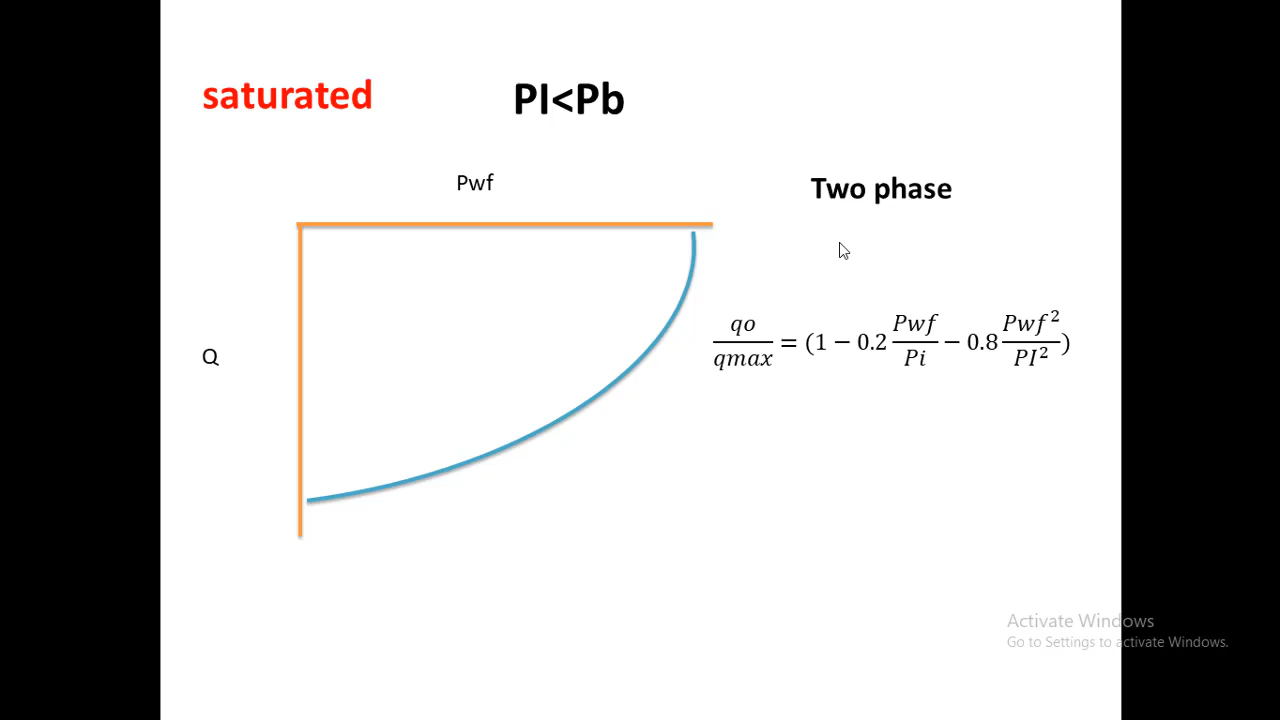 saturated
PI<Pb
Pwf
Two phase
Q
qo/qmax = (1 − 0.2 Pwf/Pi − 0.8 Pwf²/PI²)
Activate Windows
Go to Settings to activate Windows.